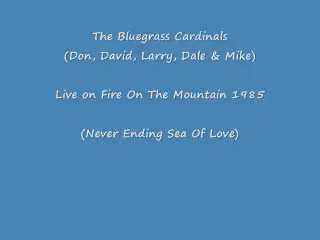 The Bluegrass Cardinals
(Don, David, Larry, Dale & Mike)
Live on Fire On The Mountain 1985
(Never Ending Sea Of Love)